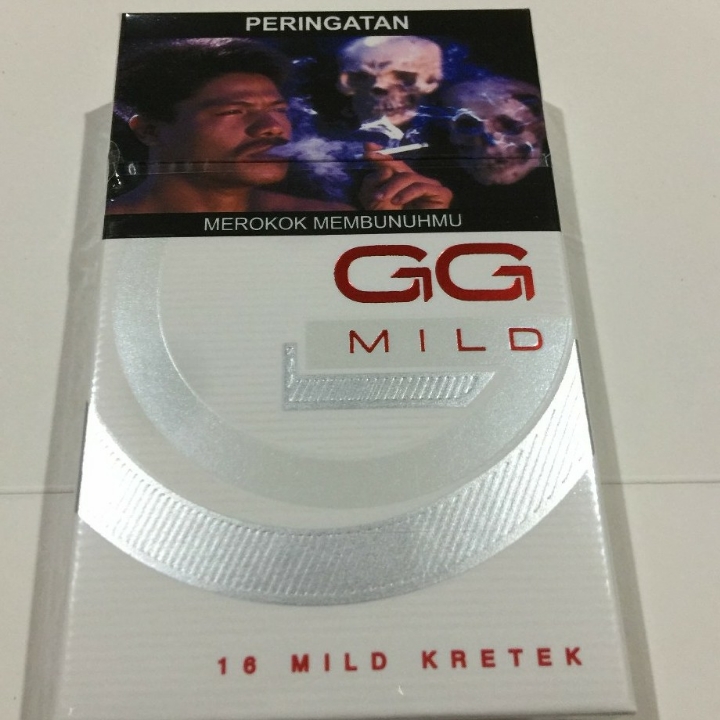 PERINGATAN
MEROKOK MEMBUNUHMU
GG
MILD
16 MILD KRETEK